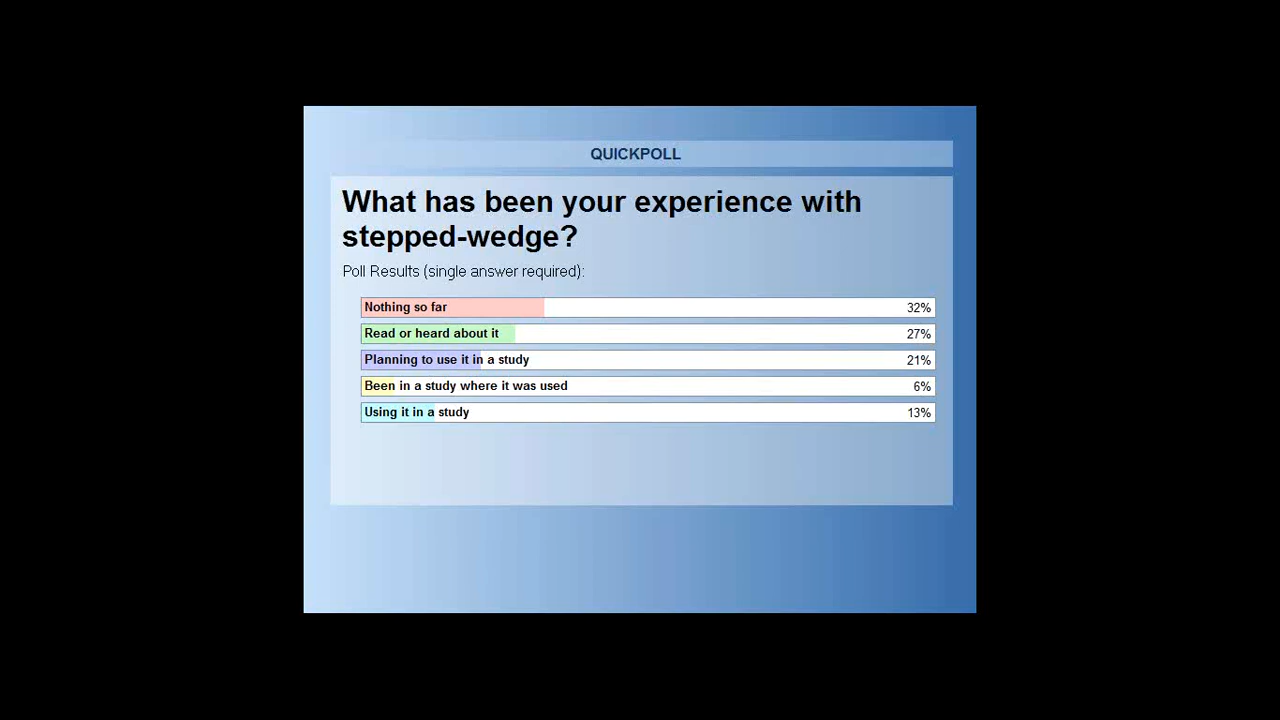 QUICKPOLL
What has been your experience with
stepped-wedge?
Poll Results (single answer required):
Nothing so far 32%
Read or heard about it 27%
Planning to use it in a study 21%
Been in a study where it was used 6%
Using it in a study 13%